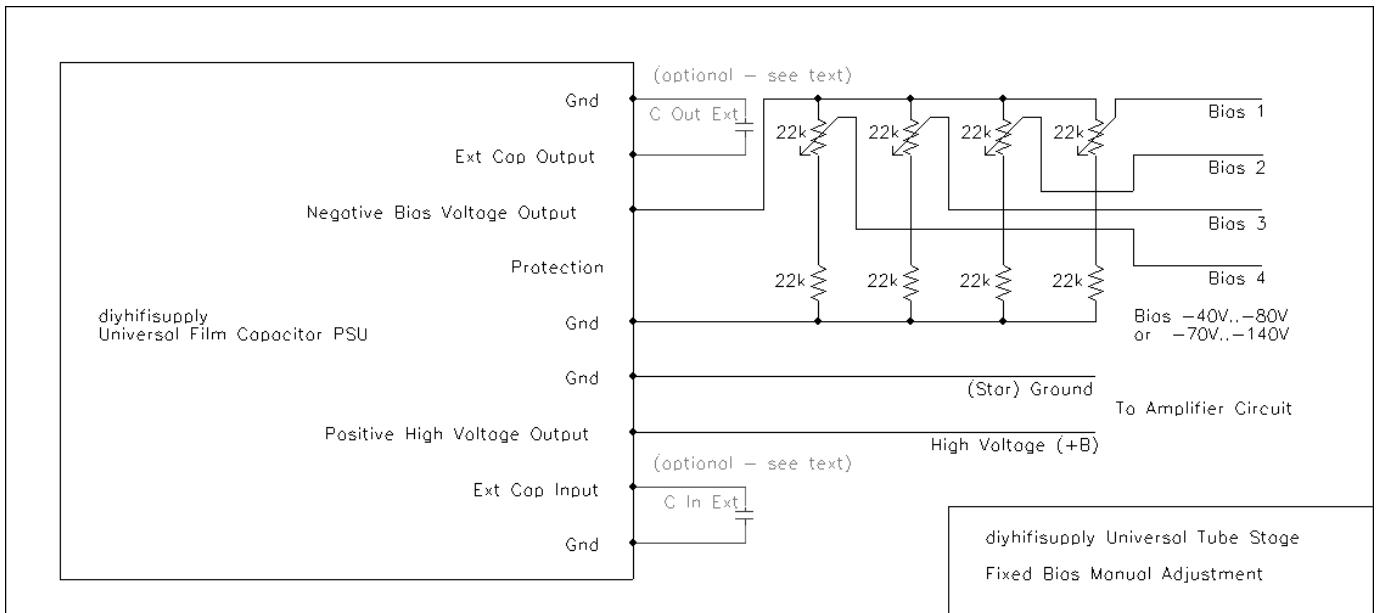 (optional – see text)
Gnd
C Out Ext
Bias 1
22k 22k 22k 22k
Ext Cap Output
Bias 2
Negative Bias Voltage Output
Bias 3
Protection
22k 22k 22k 22k
Bias 4
diyhifisupply
Universal Film Capacitor PSU
Gnd
Bias –40V..–80V
or –70V..–140V
Gnd
(Star) Ground
To Amplifier Circuit
Positive High Voltage Output
High Voltage (+B)
(optional – see text)
Ext Cap Input
C In Ext
Gnd
diyhifisupply Universal Tube Stage
Fixed Bias Manual Adjustment